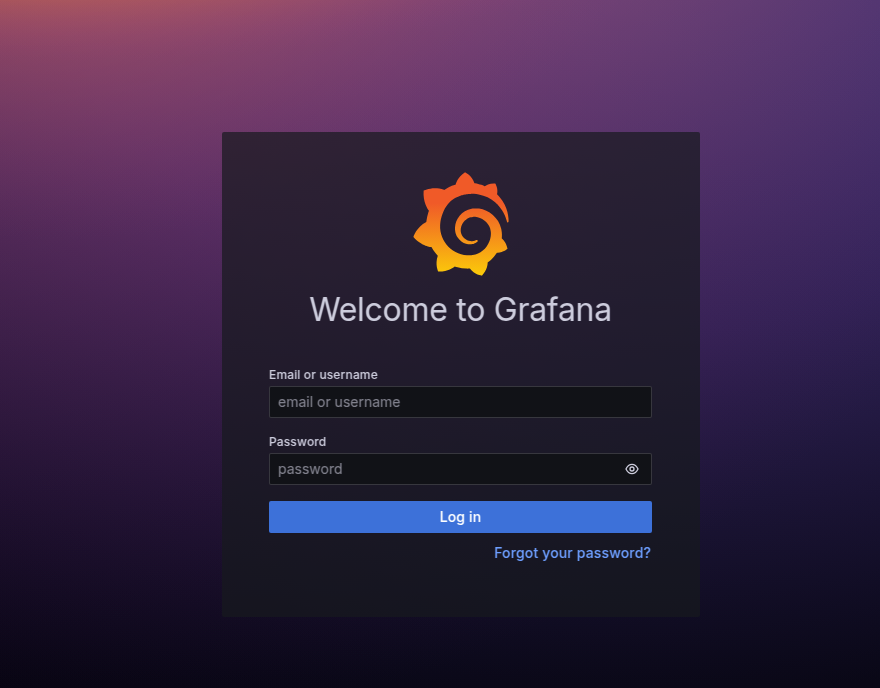 Welcome to Grafana
Email or username
email or username
Password
password
Log in
Forgot your password?